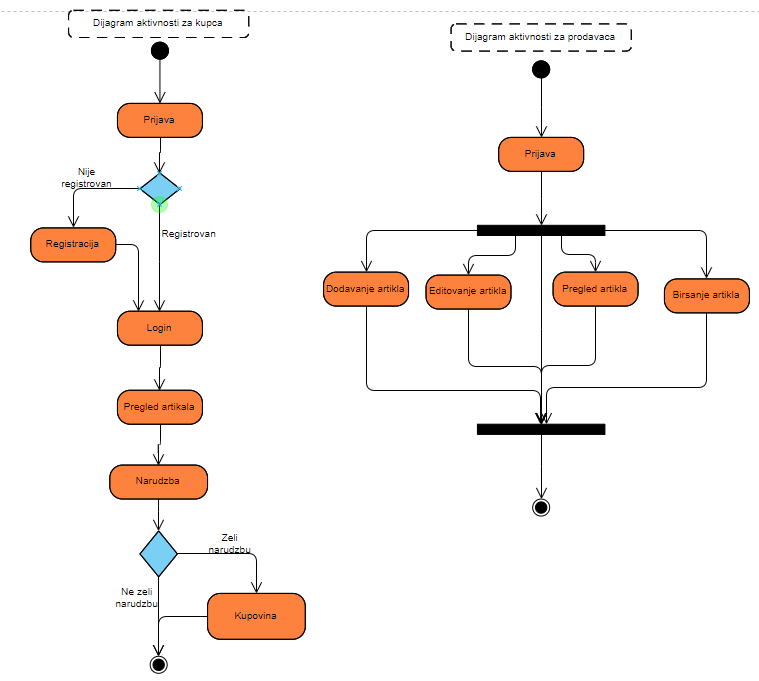 Dijagram aktivnosti za kupca
Prijava
Nije
registrovan
Registrovan
Registracija
Login
Pregled artikala
Narudzba
Zeli
narudzbu
Ne zeli
narudzbu
Kupovina
Dijagram aktivnosti za prodavaca
Prijava
Dodavanje artikla
Editovanje artikla
Pregled artikla
Birsanje artikla